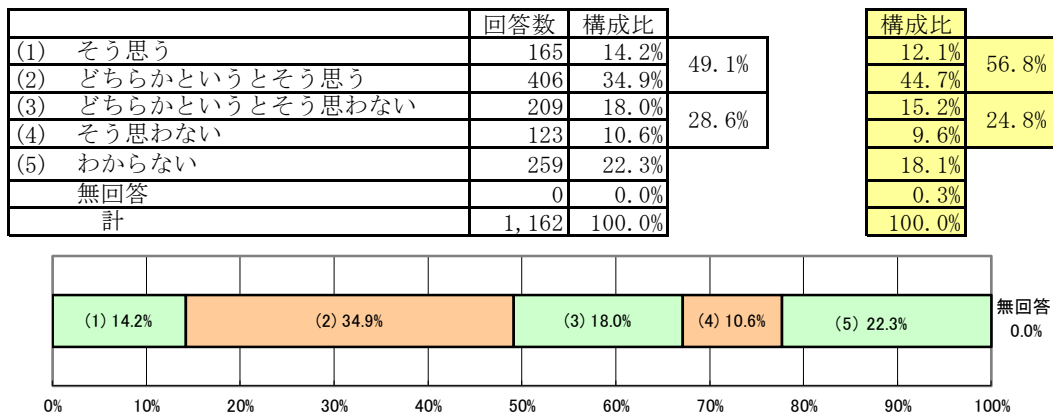 回答数 構成比 構成比
(1) そう思う 165 14.2% 49.1% 12.1% 56.8%
(2) どちらかというとそう思う 406 34.9% 44.7%
(3) どちらかというとそう思わない 209 18.0% 28.6% 15.2% 24.8%
(4) そう思わない 123 10.6% 9.6%
(5) わからない 259 22.3% 18.1%
無回答 0 0.0% 0.3%
計 1,162 100.0% 100.0%
(1) 14.2% (2) 34.9% (3) 18.0% (4) 10.6% (5) 22.3% 無回答
0.0%
0% 10% 20% 30% 40% 50% 60% 70% 80% 90% 100%